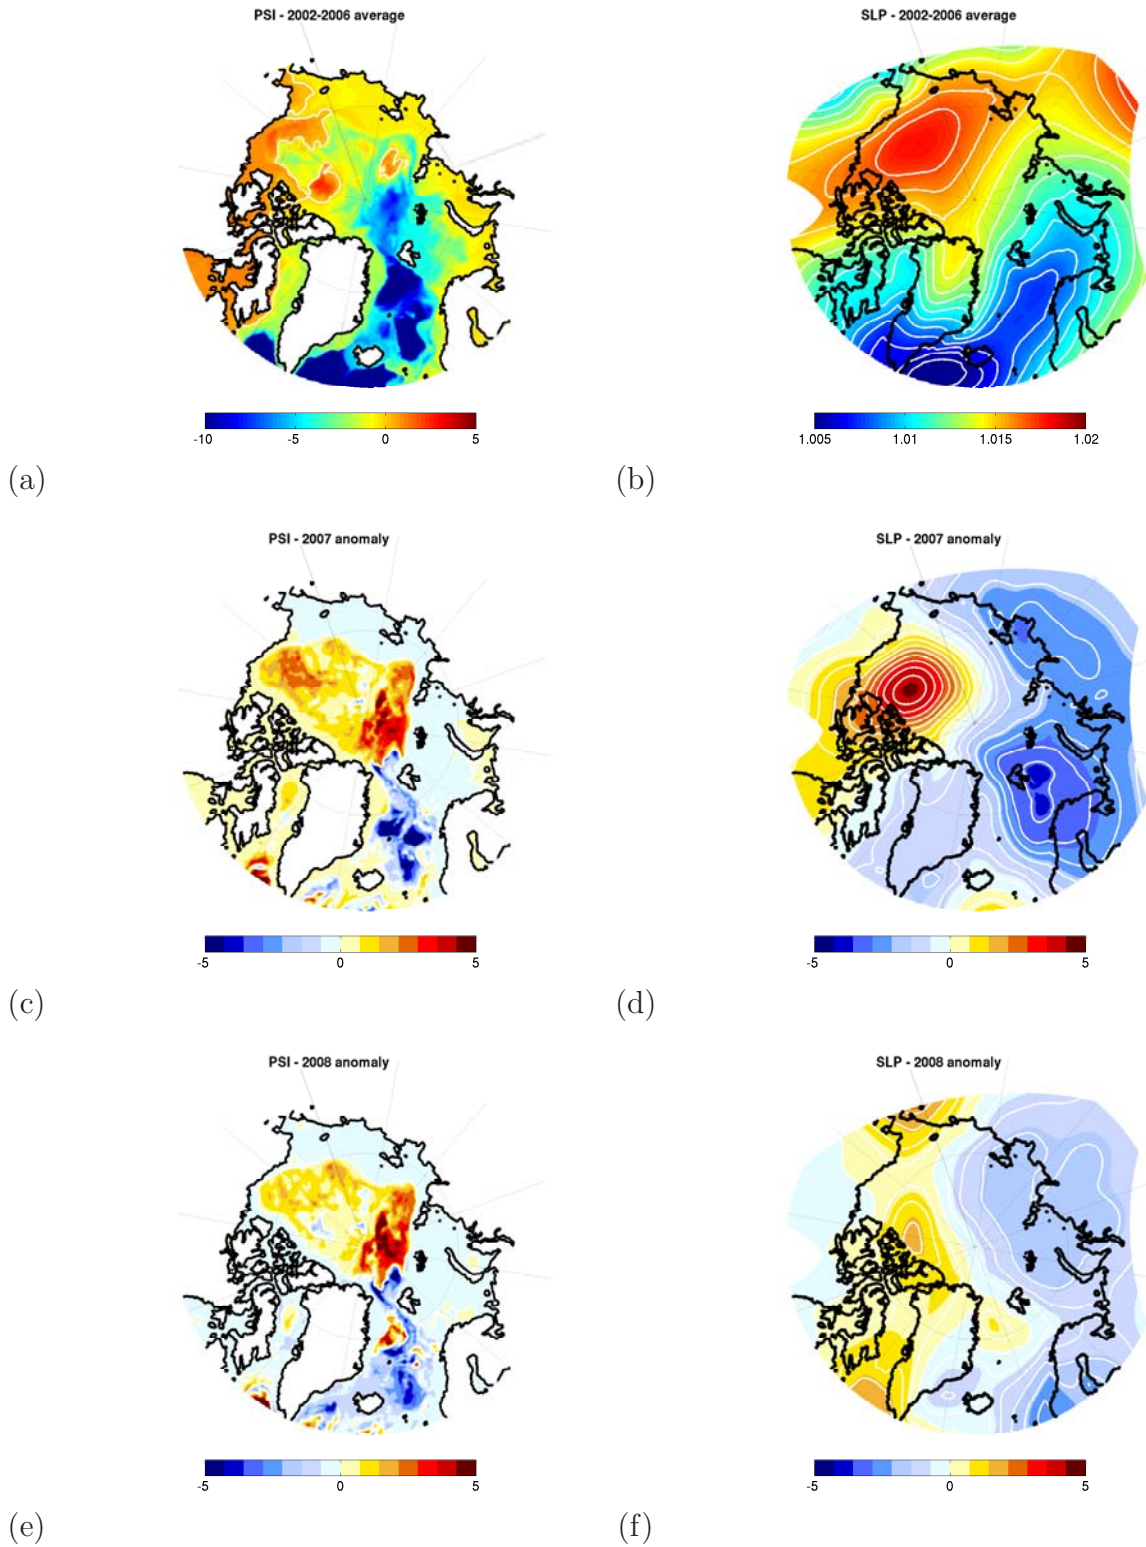 PSI - 2002-2006 average
SLP - 2002-2006 average
-10 -5 0 5
1.005 1.01 1.015 1.02
(a)
(b)
PSI - 2007 anomaly
SLP - 2007 anomaly
-5 0 5
-5 0 5
(c)
(d)
PSI - 2008 anomaly
SLP - 2008 anomaly
-5 0 5
-5 0 5
(e)
(f)